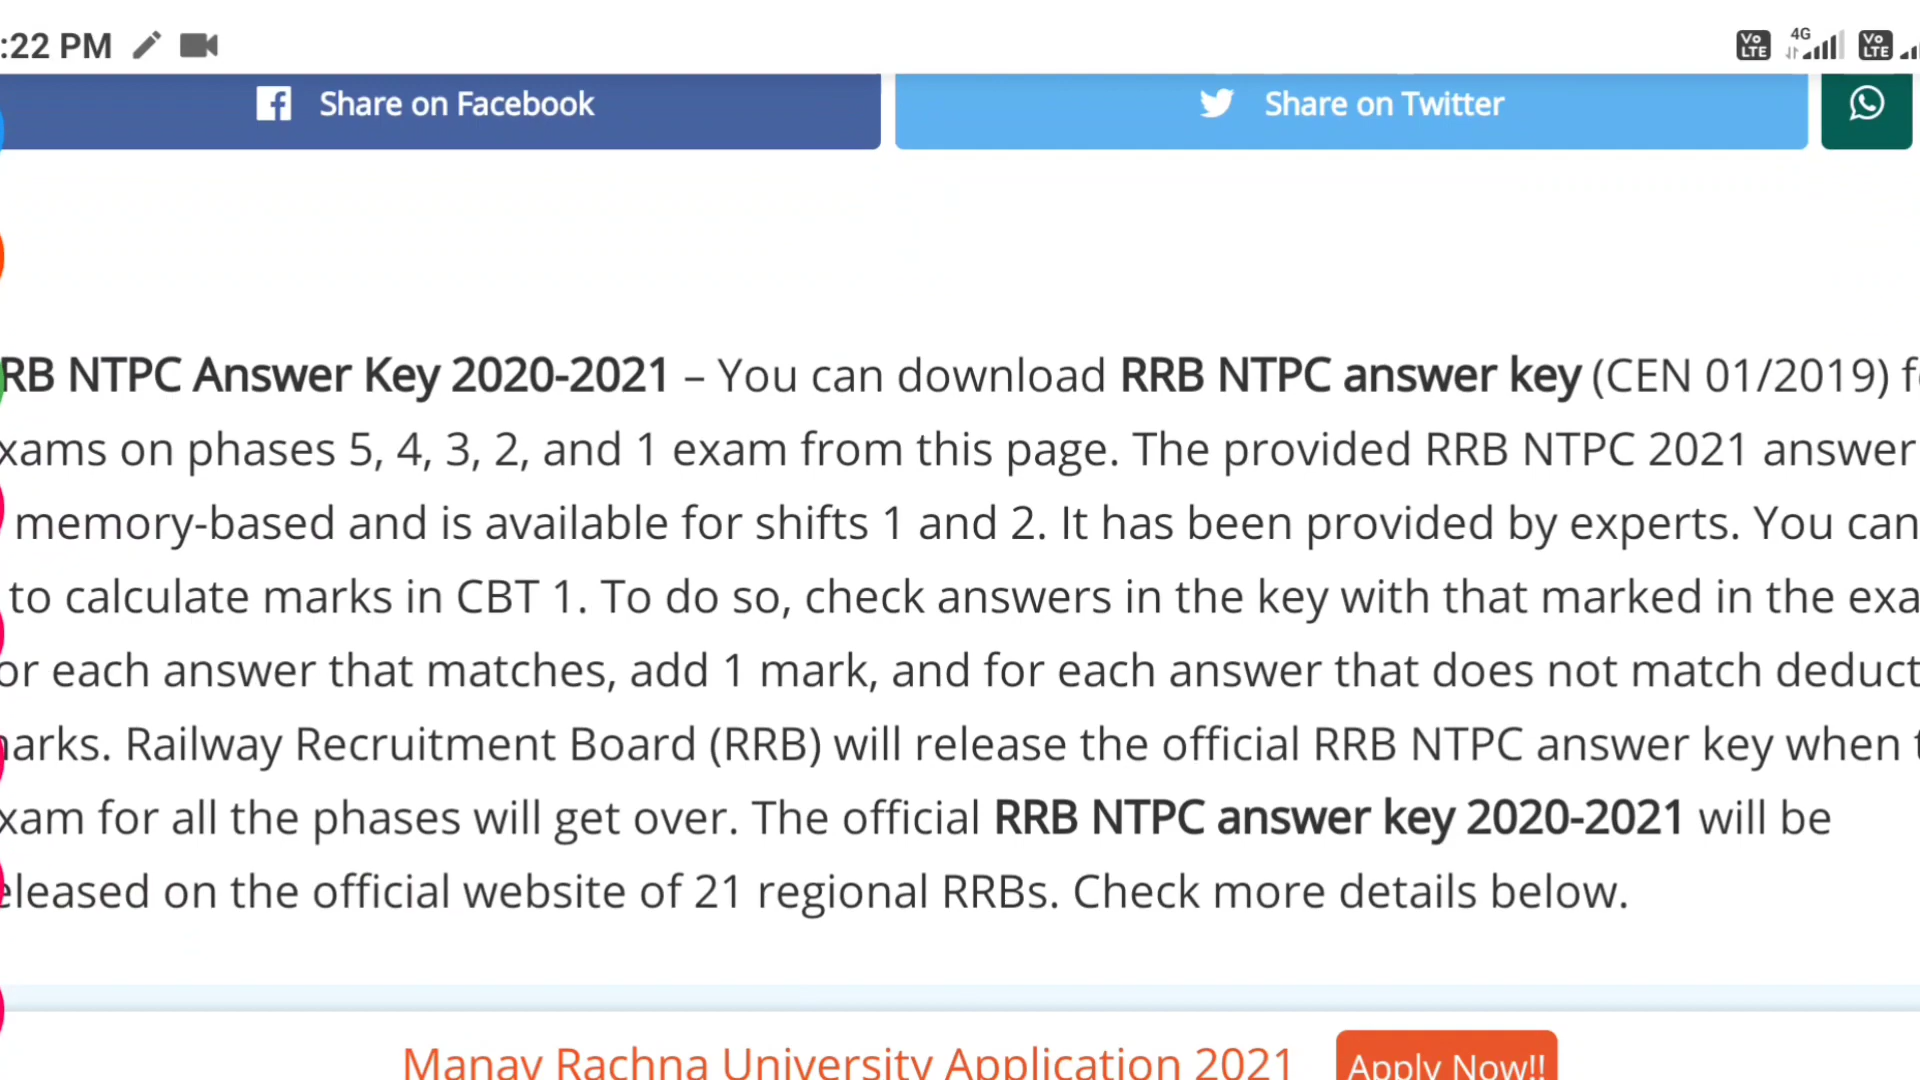 :22 PM VoLTE 4G VoLTE
Share on Facebook Share on Twitter
RB NTPC Answer Key 2020-2021 – You can download RRB NTPC answer key (CEN 01/2019) f
xams on phases 5, 4, 3, 2, and 1 exam from this page. The provided RRB NTPC 2021 answer
memory-based and is available for shifts 1 and 2. It has been provided by experts. You can
to calculate marks in CBT 1. To do so, check answers in the key with that marked in the exa
or each answer that matches, add 1 mark, and for each answer that does not match deduct
arks. Railway Recruitment Board (RRB) will release the official RRB NTPC answer key when t
xam for all the phases will get over. The official RRB NTPC answer key 2020-2021 will be
eleased on the official website of 21 regional RRBs. Check more details below.
Manav Rachna University Application 2021 Apply Now!!